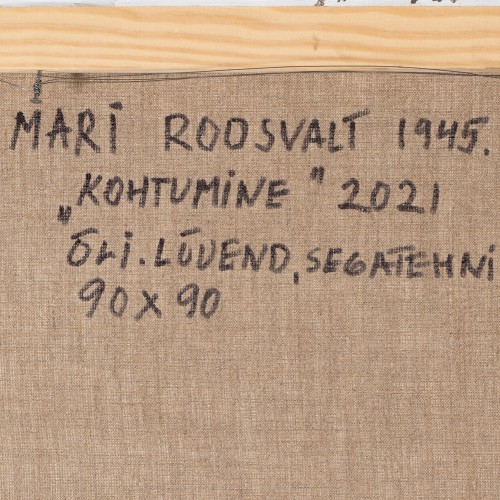 MARI ROOSVALT 1945.
„KOHTUMINE" 2021
ÕLI. LÕUEND, SEGATEHNI
90 X 90